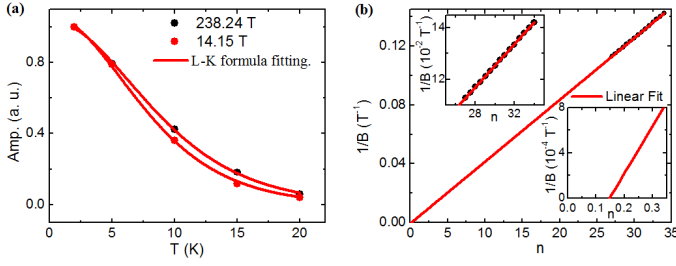 (a)
238.24 T
14.15 T
L-K formula fitting.
Amp. (a. u.)
0.8
0.4
0.0
0
5
10
15
20
T (K)
(b)
1/B (T⁻¹)
0.12
0.08
0.04
0.00
0
5
10
15
20
25
30
35
n
1/B (10⁻² T⁻¹)
14
12
28
32
n
Linear Fit
1/B (10⁻⁴ T⁻¹)
8
4
0
0.0
0.1
0.2
0.3
n